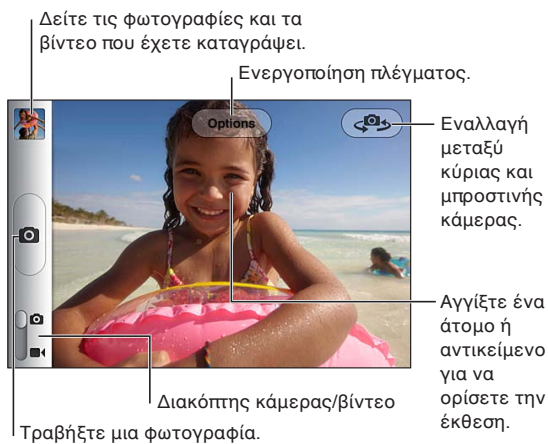 Δείτε τις φωτογραφίες και τα
βίντεο που έχετε καταγράψει.
Ενεργοποίηση πλέγματος.
Options
Εναλλαγή
μεταξύ
κύριας και
μπροστινής
κάμερας.
Αγγίξτε ένα
άτομο ή
αντικείμενο
για να
ορίσετε την
έκθεση.
Διακόπτης κάμερας/βίντεο
Τραβήξτε μια φωτογραφία.